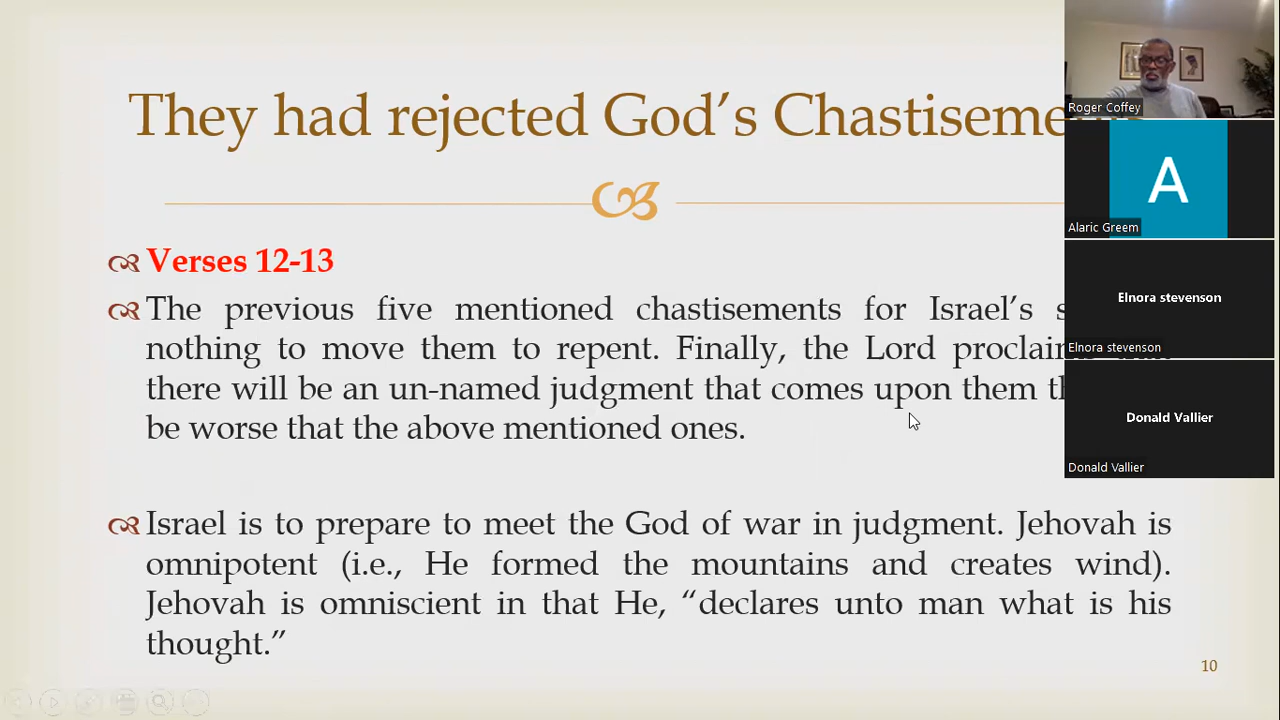 They had rejected God's Chastiseme
Verses 12-13
The previous five mentioned chastisements for Israel's s
nothing to move them to repent. Finally, the Lord proclaim
there will be an un-named judgment that comes upon them th
be worse that the above mentioned ones.
Israel is to prepare to meet the God of war in judgment. Jehovah is
omnipotent (i.e., He formed the mountains and creates wind).
Jehovah is omniscient in that He, “declares unto man what is his
thought.”
10
Roger Coffey
A
Alaric Greem
Elnora stevenson
Elnora stevenson
Donald Vallier
Donald Vallier